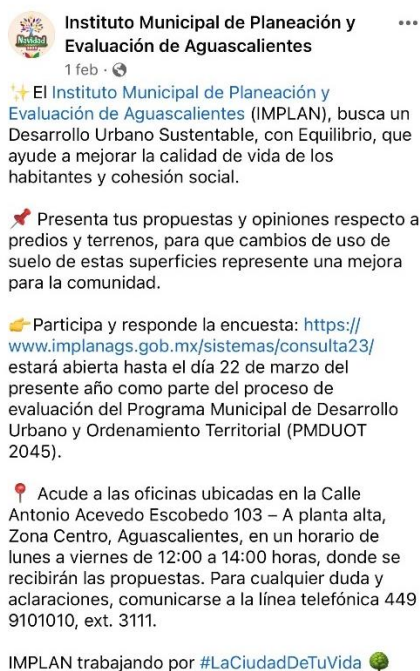 Instituto Municipal de Planeación y
Evaluación de Aguascalientes
1 feb ·
✨El Instituto Municipal de Planeación y
Evaluación de Aguascalientes (IMPLAN), busca un
Desarrollo Urbano Sustentable, con Equilibrio, que
ayude a mejorar la calidad de vida de los
habitantes y cohesión social.
📌 Presenta tus propuestas y opiniones respecto a
predios y terrenos, para que cambios de uso de
suelo de estas superficies represente una mejora
para la comunidad.
👉Participa y responde la encuesta: https://
www.implanags.gob.mx/sistemas/consulta23/
estará abierta hasta el día 22 de marzo del
presente año como parte del proceso de
evaluación del Programa Municipal de Desarrollo
Urbano y Ordenamiento Territorial (PMDUOT
2045).
📍 Acude a las oficinas ubicadas en la Calle
Antonio Acevedo Escobedo 103 – A planta alta,
Zona Centro, Aguascalientes, en un horario de
lunes a viernes de 12:00 a 14:00 horas, donde se
recibirán las propuestas. Para cualquier duda y
aclaraciones, comunicarse a la línea telefónica 449
9101010, ext. 3111.
IMPLAN trabajando por #LaCiudadDeTuVida 🌳